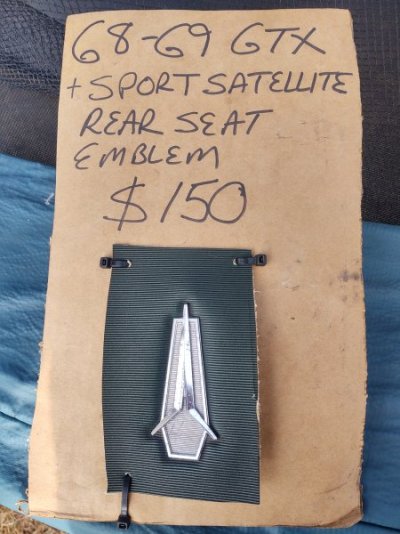 68-69 GTX
+ SPORT SATELLITE
REAR SEAT
EMBLEM
$150